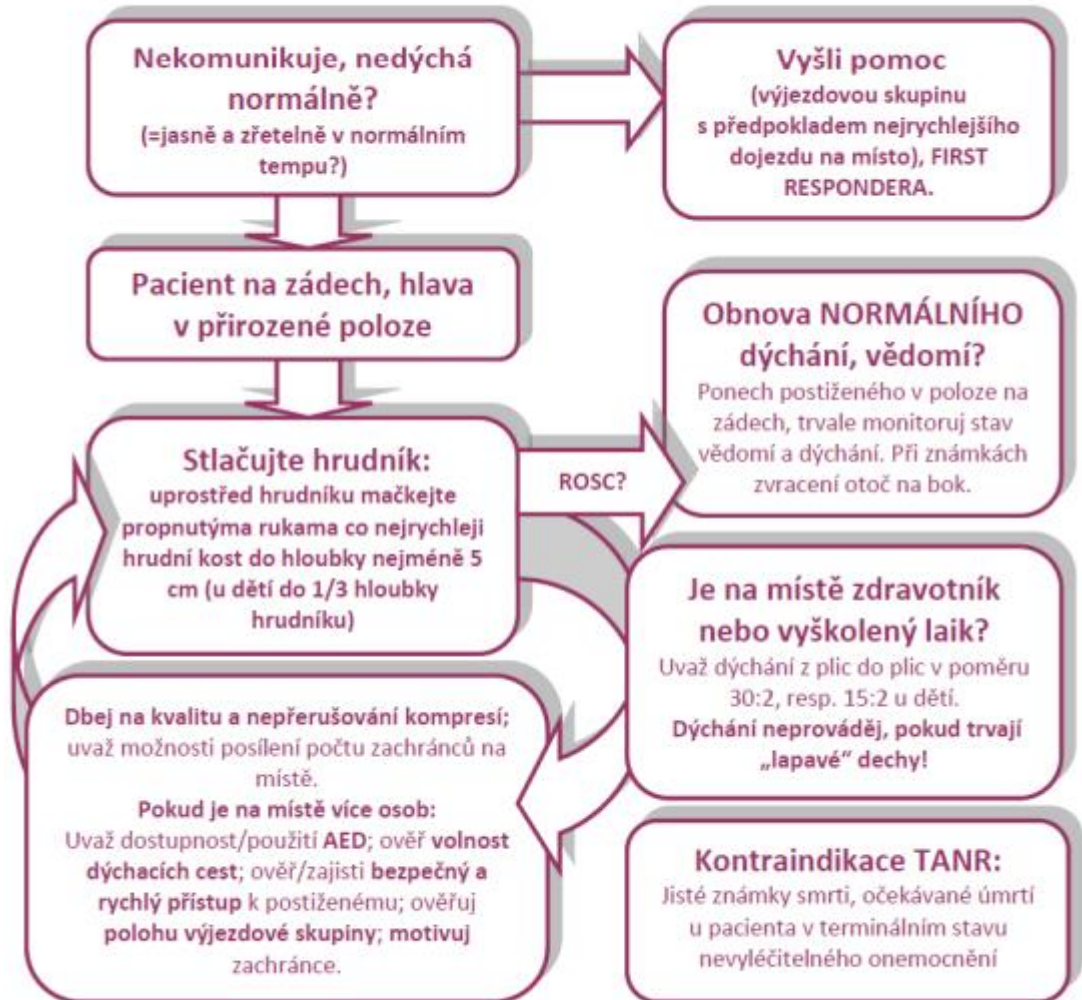 Nekomunikuje, nedýchá
normálně?
(=jasně a zřetelně v normálním
tempu?)
Vyšli pomoc
(výjezdovou skupinu
s předpokladem nejrychlejšího
dojezdu na místo), FIRST
RESPONDERA.
Pacient na zádech, hlava
v přirozené poloze
Obnova NORMÁLNÍHO
dýchání, vědomí?
Ponech postiženého v poloze na
zádech, trvale monitoruj stav
vědomí a dýchání. Při známkách
zvracení otoč na bok.
Stlačujte hrudník:
uprostřed hrudníku mačkejte
propnutýma rukama co nejrychleji
hrudní kost do hloubky nejméně 5
cm (u dětí do 1/3 hloubky
hrudníku)
ROSC?
Je na místě zdravotník
nebo vyškolený laik?
Uvaž dýchání z plic do plic v poměru
30:2, resp. 15:2 u dětí.
Dýchání neprováděj, pokud trvají
„lapavé“ dechy!
Dbej na kvalitu a nepřerušování kompresí;
uvaž možnosti posílení počtu zachránců na
místě.
Pokud je na místě více osob:
Uvaž dostupnost/použití AED; ověř volnost
dýchacích cest; ověř/zajisti bezpečný a
rychlý přístup k postiženému; ověřuj
polohu výjezdové skupiny; motivuj
zachránce.
Kontraindikace TANR:
Jisté známky smrti, očekávané úmrtí
u pacienta v terminálním stavu
nevyléčitelného onemocnění